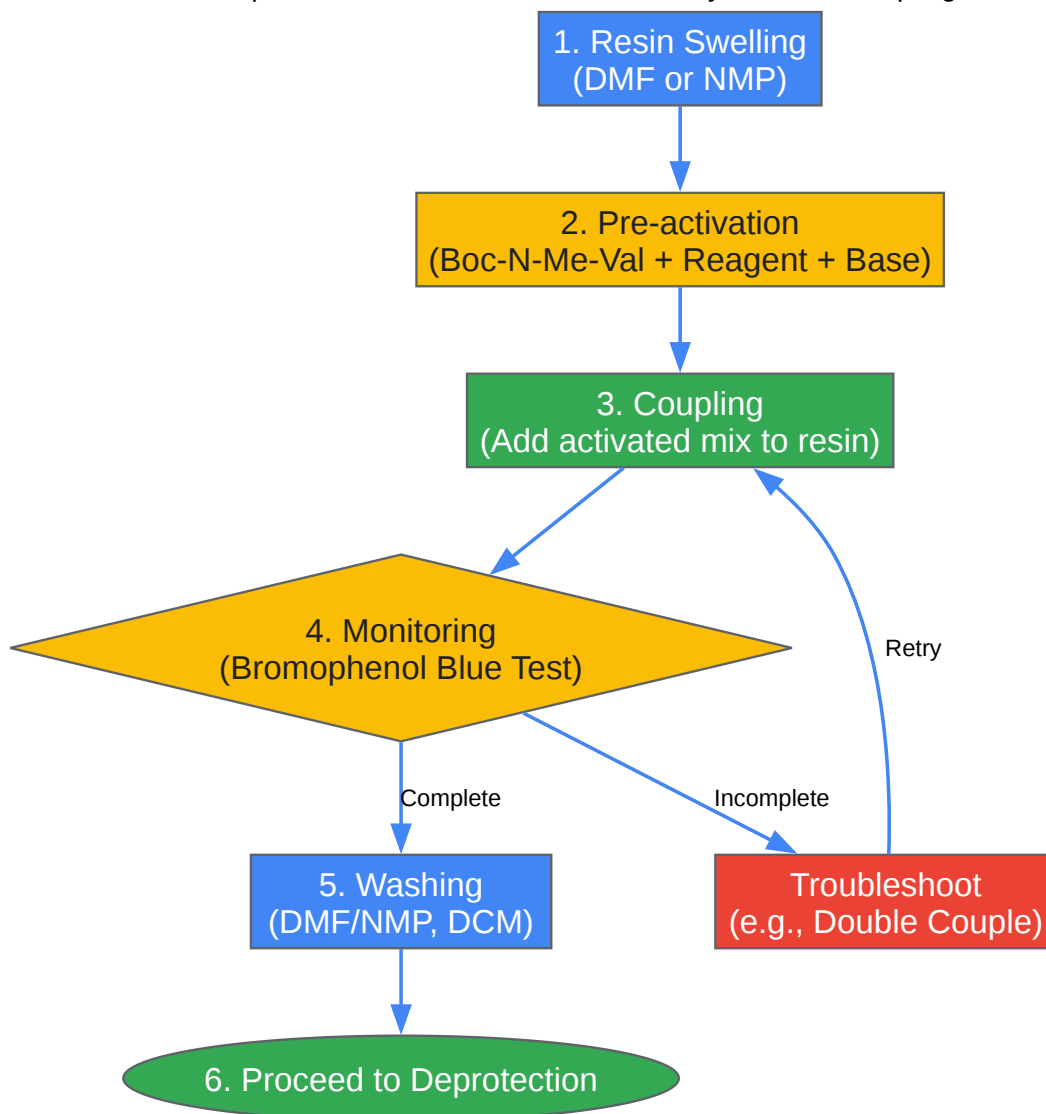 1. Resin Swelling
(DMF or NMP)
2. Pre-activation
(Boc-N-Me-Val + Reagent + Base)
3. Coupling
(Add activated mix to resin)
4. Monitoring
(Bromophenol Blue Test)
Retry
Complete
Incomplete
5. Washing
(DMF/NMP, DCM)
Troubleshoot
(e.g., Double Couple)
6. Proceed to Deprotection